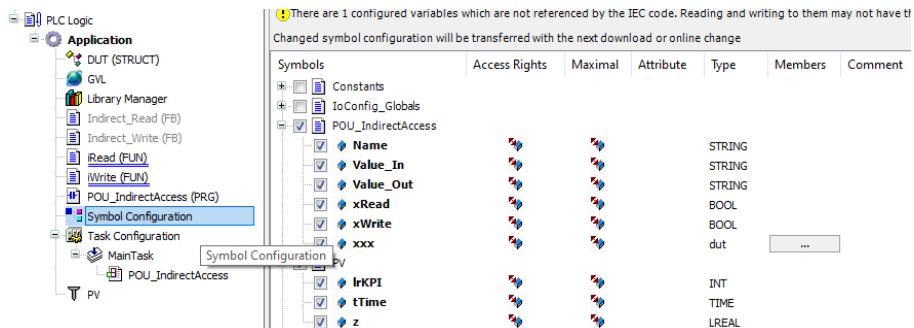 There are 1 configured variables which are not referenced by the IEC code. Reading and writing to them may not have th
Changed symbol configuration will be transferred with the next download or online change
PLC Logic
Application
DUT (STRUCT)
GVL
Library Manager
Indirect_Read (FB)
Indirect_Write (FB)
iRead (FUN)
iWrite (FUN)
POU_IndirectAccess (PRG)
Symbol Configuration
Task Configuration
MainTask
POU_IndirectAccess
PV
Symbol Configuration
Symbols Access Rights Maximal Attribute Type Members Comment
Constants
IoConfig_Globals
POU_IndirectAccess
Name STRING
Value_In STRING
Value_Out STRING
xRead BOOL
xWrite BOOL
xxx dut ...
PV
lrKPI INT
tTime TIME
z LREAL